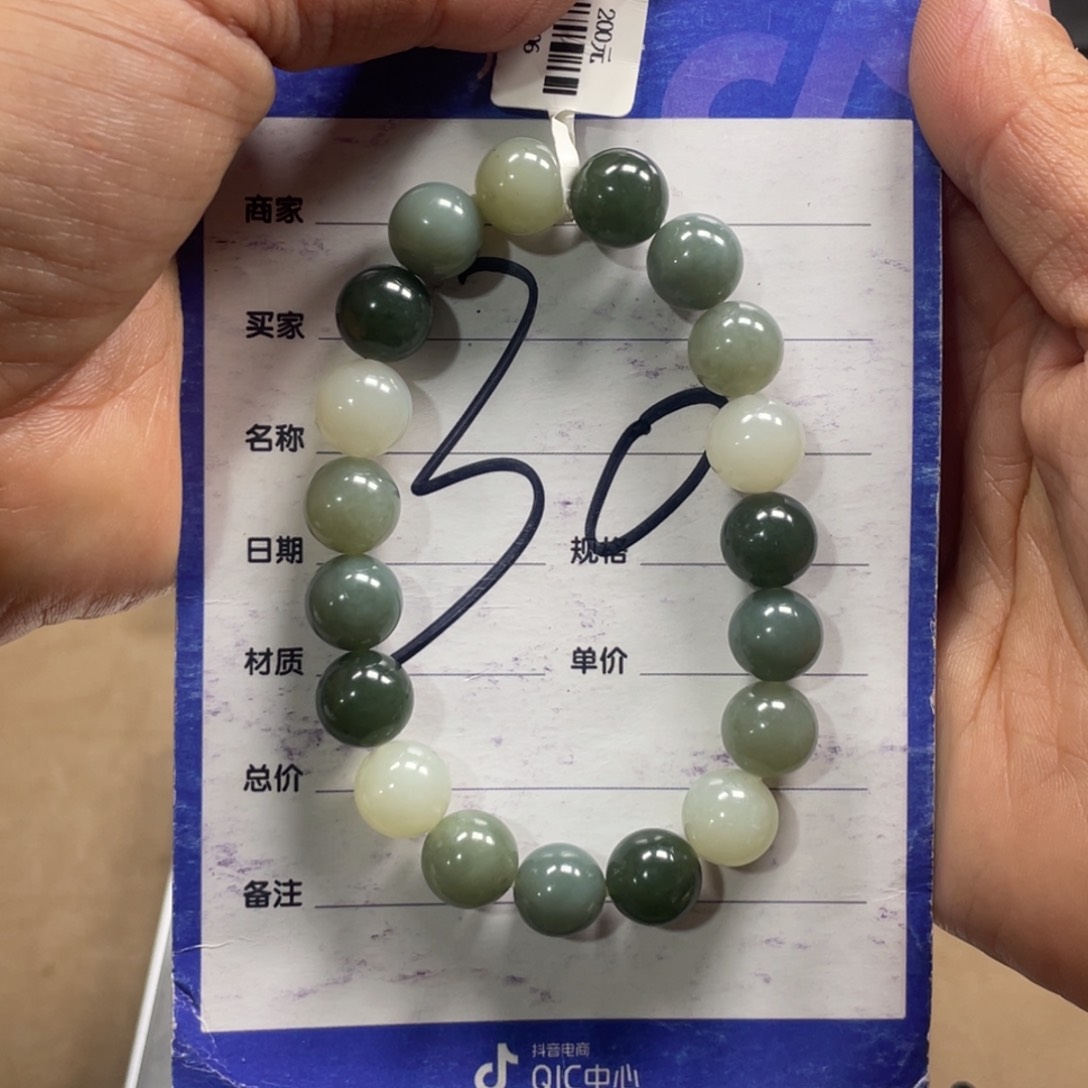 200元
06
商家
买家
30
名称
日期 规格
材质 单价
总价
备注
抖音电商
QIC中心